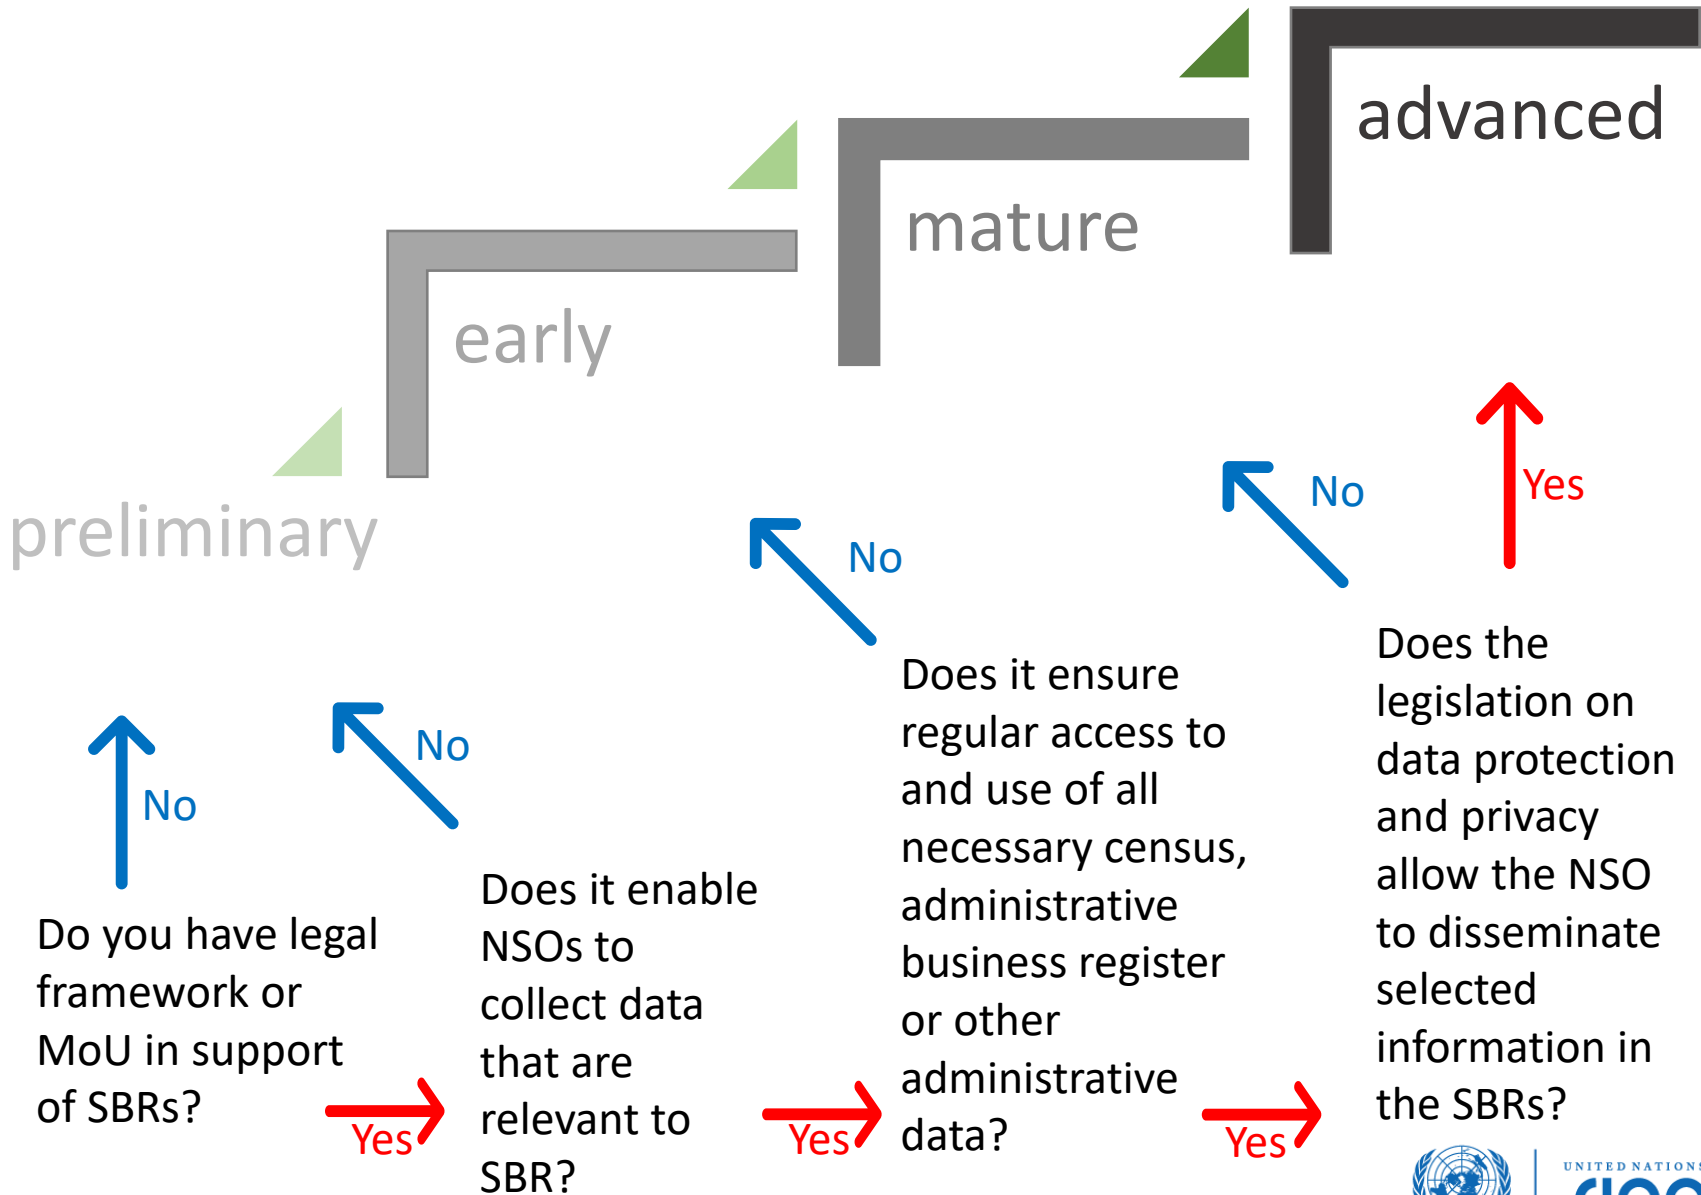 advanced
mature
early
preliminary
No
Yes
No
No
No
Do you have legal
framework or
MoU in support
of SBRs?
Yes
Does it enable
NSOs to
collect data
that are
relevant to
SBR?
Yes
Does it ensure
regular access to
and use of all
necessary census,
administrative
business register
or other
administrative
data?
Yes
Does the
legislation on
data protection
and privacy
allow the NSO
to disseminate
selected
information in
the SBRs?
UNITED NATIONS